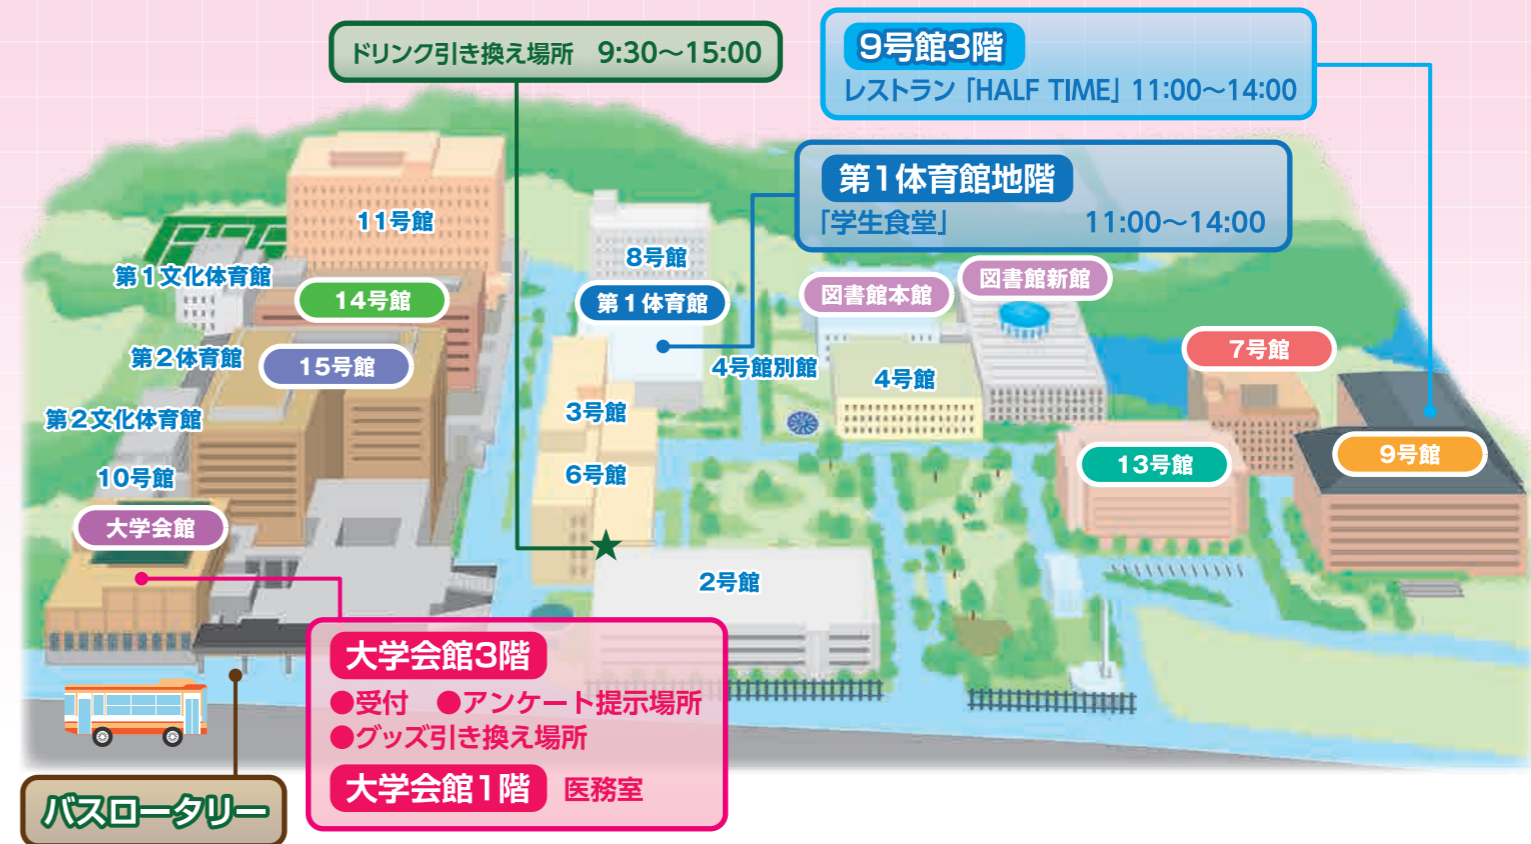 ドリンク引き換え場所 9:30～15:00
9号館3階
レストラン「HALF TIME」11:00～14:00
第1体育館地階
「学生食堂」 11:00～14:00
11号館
8号館
第1文化体育館
14号館
第1体育館
図書館本館
図書館新館
第2体育館
15号館
4号館別館
4号館
7号館
第2文化体育館
3号館
10号館
6号館
13号館
9号館
大学会館
2号館
大学会館3階
●受付 ●アンケート提示場所
●グッズ引き換え場所
大学会館1階 医務室
バスロータリー